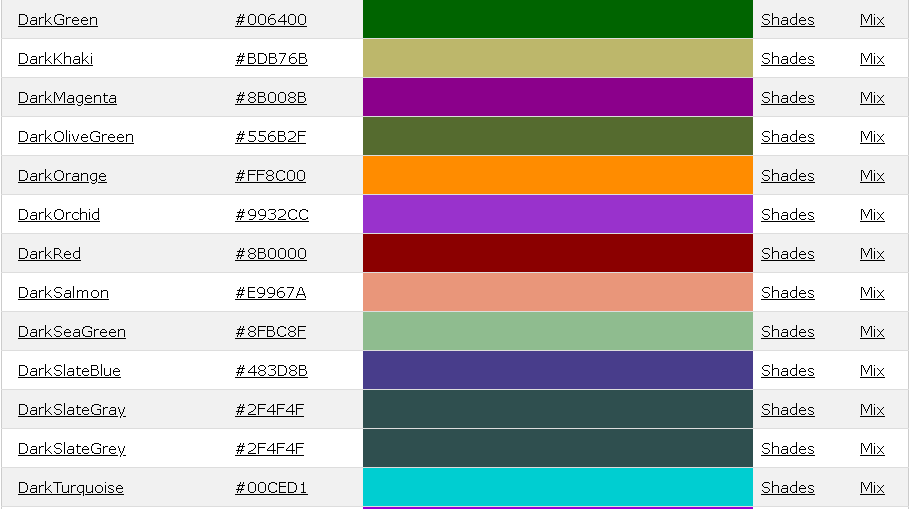 DarkGreen #006400 Shades Mix
DarkKhaki #BDB76B Shades Mix
DarkMagenta #8B008B Shades Mix
DarkOliveGreen #556B2F Shades Mix
DarkOrange #FF8C00 Shades Mix
DarkOrchid #9932CC Shades Mix
DarkRed #8B0000 Shades Mix
DarkSalmon #E9967A Shades Mix
DarkSeaGreen #8FBC8F Shades Mix
DarkSlateBlue #483D8B Shades Mix
DarkSlateGray #2F4F4F Shades Mix
DarkSlateGrey #2F4F4F Shades Mix
DarkTurquoise #00CED1 Shades Mix